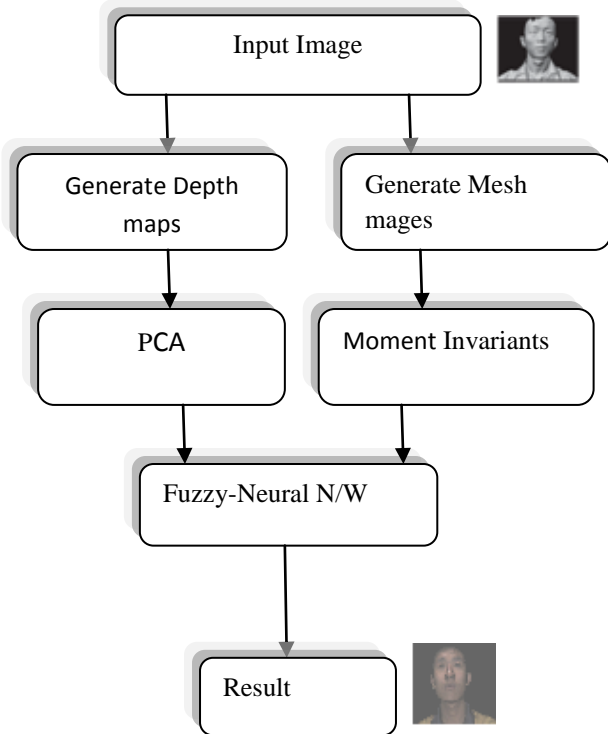 Input Image
Generate Depth
maps
Generate Mesh
mages
PCA
Moment Invariants
Fuzzy-Neural N/W
Result